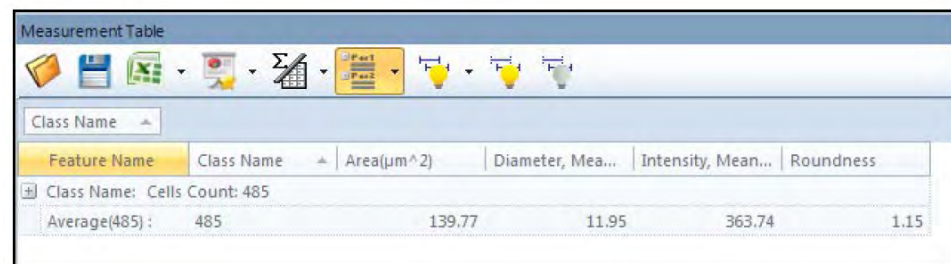 Measurement Table
Class Name
Feature Name Class Name Area(µm^2) Diameter, Mea... Intensity, Mean... Roundness
Class Name: Cells Count: 485
Average(485) : 485 139.77 11.95 363.74 1.15